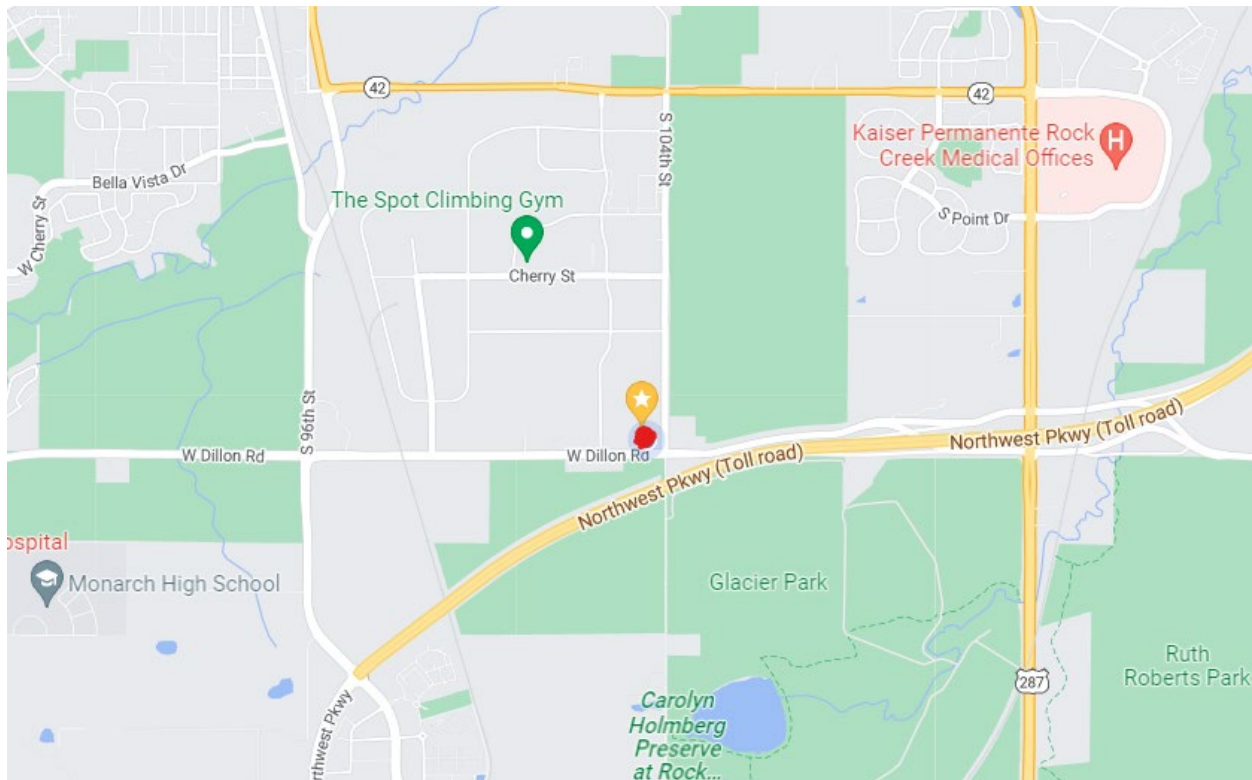 42
42
S 104th St
Kaiser Permanente Rock
Creek Medical Offices
Bella Vista Dr
The Spot Climbing Gym
W Cherry St
S Point Dr
Cherry St
S 96th St
W Dillon Rd
W Dillon Rd
Northwest Pkwy (Toll road)
Northwest Pkwy (Toll road)
ospital
Monarch High School
Glacier Park
Ruth
Roberts Park
287
Carolyn
Holmberg
Preserve
at Rock...
rthwest Pkwy
H